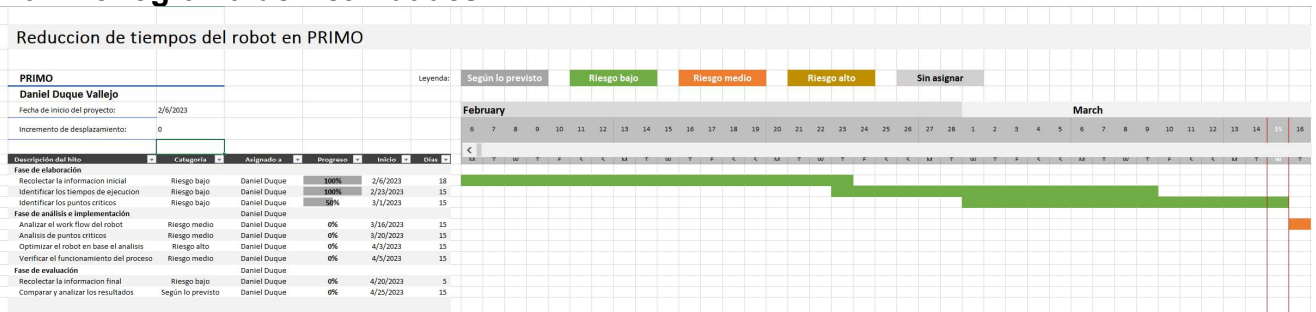 Reduccion de tiempos del robot en PRIMO
PRIMO Leyenda: Según lo previsto Riesgo bajo Riesgo medio Riesgo alto Sin asignar
Daniel Duque Vallejo
Fecha de inicio del proyecto: 2/6/2023 February March
Incremento de desplazamiento: 0 6 7 8 9 10 11 12 13 14 15 16 17 18 19 20 21 22 23 24 25 26 27 28 1 2 3 4 5 6 7 8 9 10 11 12 13 14 15 16
Descripción del hito Categoría Asignado a Progreso Inicio Días M T W T F S S M T W T F S S M T W T F S S M T W T F S S M T W T F S S M T W T
Fase de elaboración
Recolectar la informacion inicial Riesgo bajo Daniel Duque 100% 2/6/2023 18
Identificar los tiempos de ejecucion Riesgo bajo Daniel Duque 100% 2/23/2023 15
Identificar los puntos criticos Riesgo bajo Daniel Duque 50% 3/1/2023 15
Fase de análisis e implementación Daniel Duque
Analizar el work flow del robot Riesgo medio Daniel Duque 0% 3/16/2023 15
Analisis de puntos criticos Riesgo medio Daniel Duque 0% 3/20/2023 15
Optimizar el robot en base el analisis Riesgo alto Daniel Duque 0% 4/3/2023 15
Verificar el funcionamiento del proceso Riesgo medio Daniel Duque 0% 4/5/2023 15
Fase de evaluación Daniel Duque
Recolectar la informacion final Riesgo bajo Daniel Duque 0% 4/20/2023 5
Comparar y analizar los resultados Según lo previsto Daniel Duque 0% 4/25/2023 15